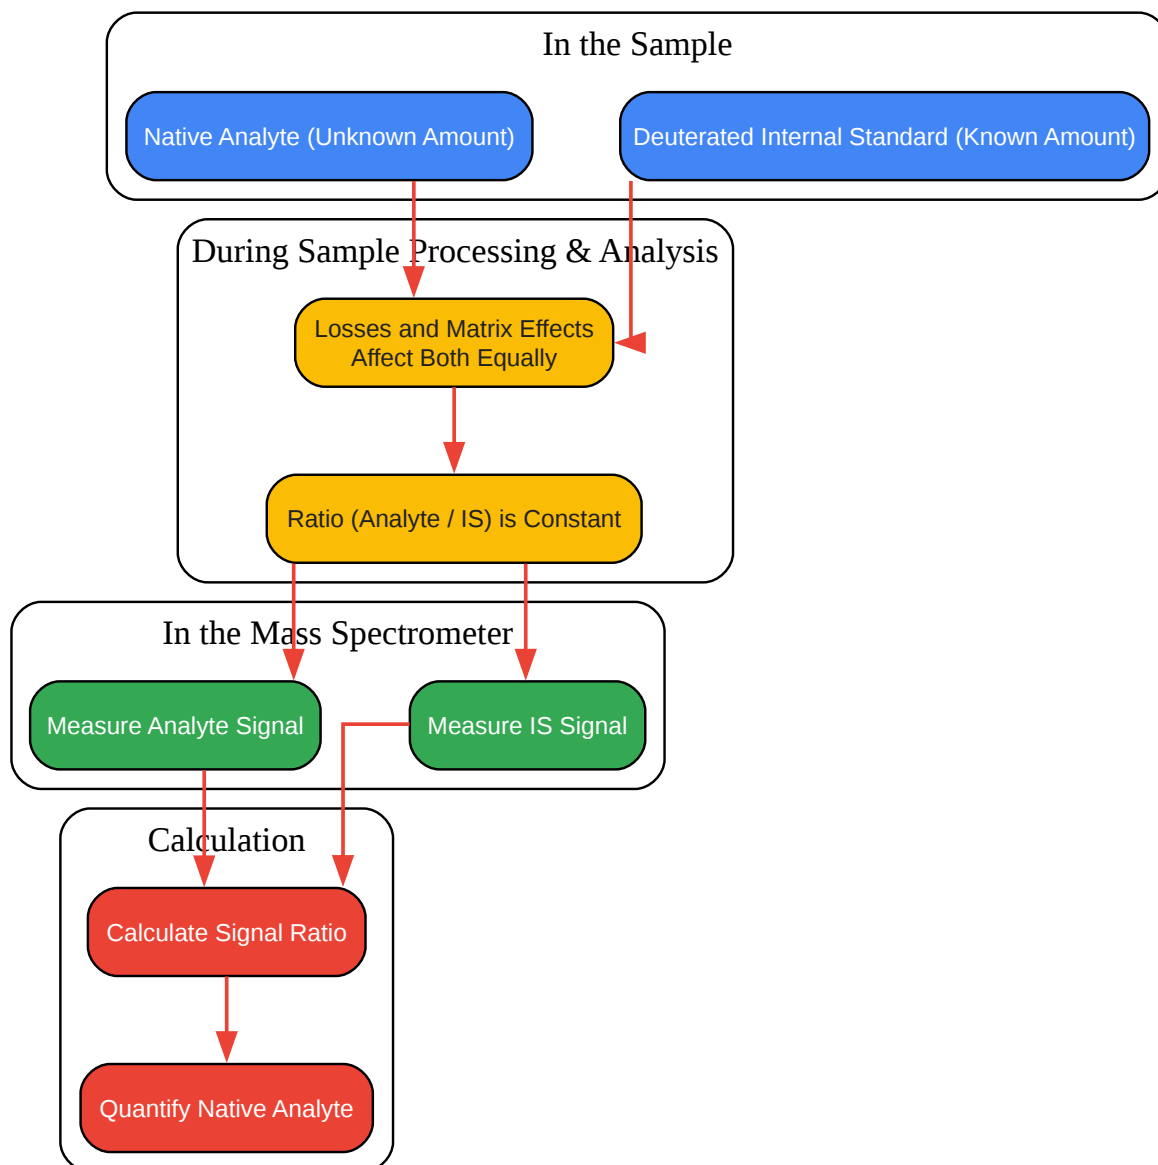 In the Sample
Native Analyte (Unknown Amount)
Deuterated Internal Standard (Known Amount)
During Sample Processing & Analysis
Losses and Matrix Effects
Affect Both Equally
Ratio (Analyte / IS) is Constant
In the Mass Spectrometer
Measure Analyte Signal
Measure IS Signal
Calculation
Calculate Signal Ratio
Quantify Native Analyte